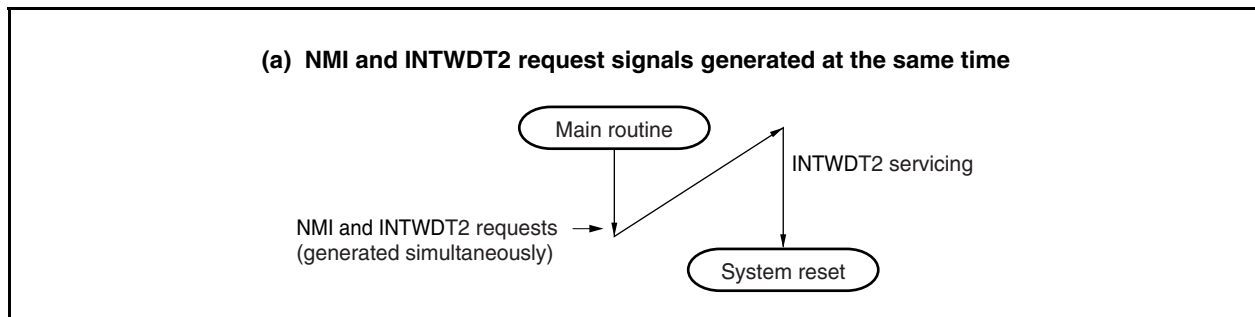 (a) NMI and INTWDT2 request signals generated at the same time
Main routine
INTWDT2 servicing
NMI and INTWDT2 requests
(generated simultaneously)
System reset